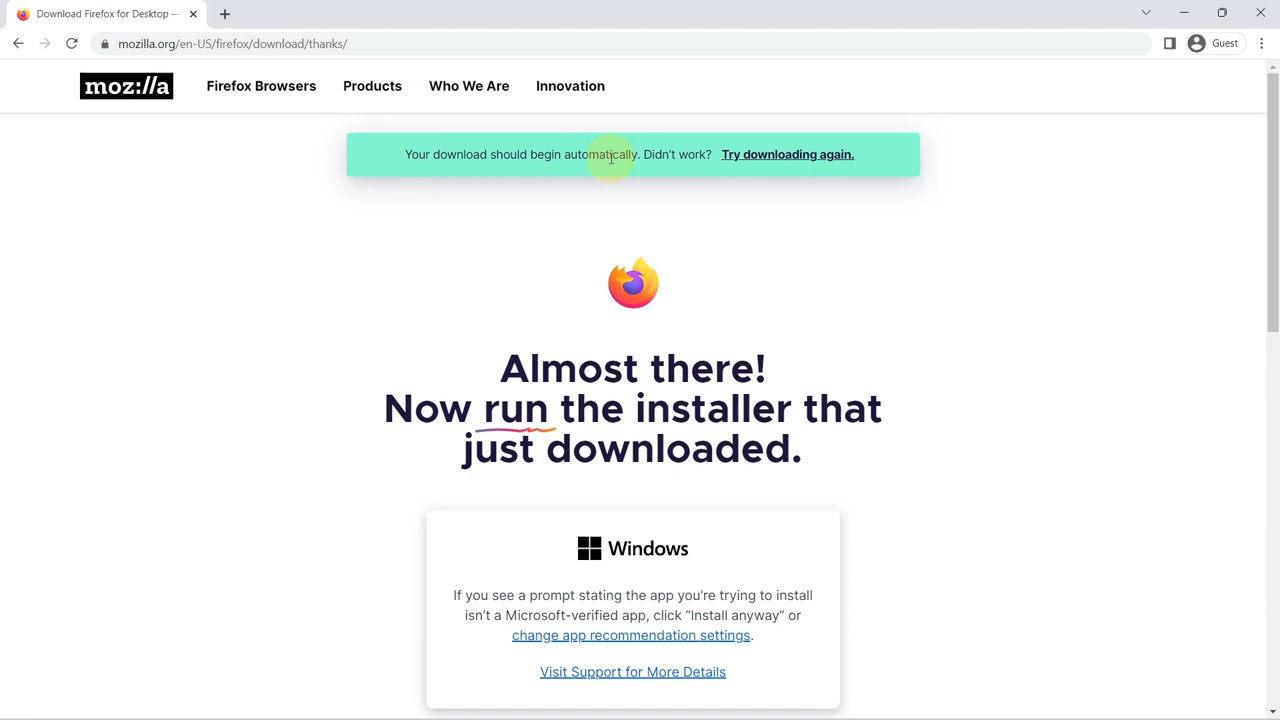 Download Firefox for Desktop —
mozilla.org/en-US/firefox/download/thanks/
Guest
moz://a
Firefox Browsers
Products
Who We Are
Innovation
Your download should begin automatically. Didn’t work? Try downloading again.
Almost there!
Now run the installer that
just downloaded.
Windows
If you see a prompt stating the app you’re trying to install
isn’t a Microsoft-verified app, click “Install anyway” or
change app recommendation settings.
Visit Support for More Details